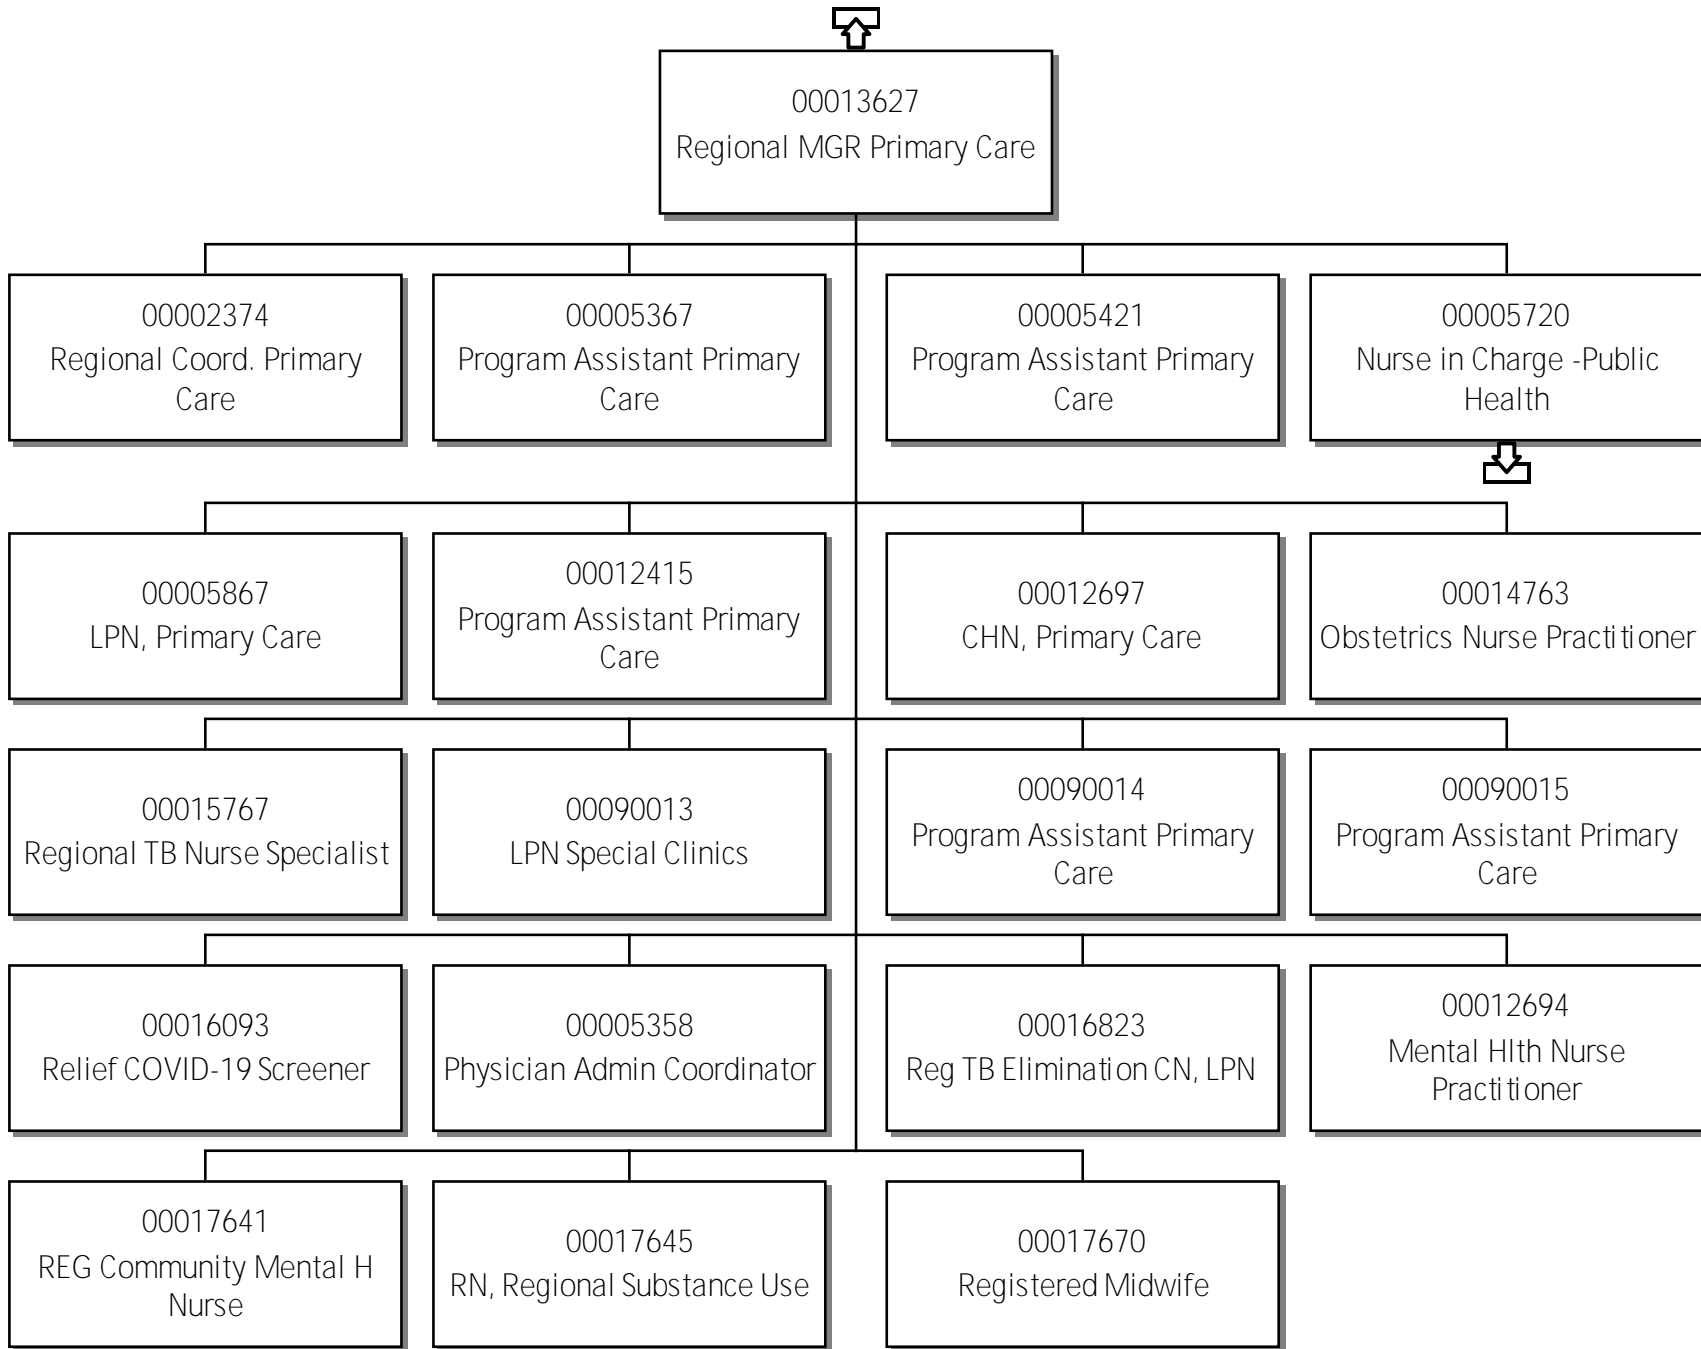 00013627
Regional MGR Primary Care
00002374
Regional Coord. Primary
Care
00005367
Program Assistant Primary
Care
00005421
Program Assistant Primary
Care
00005720
Nurse in Charge -Public
Health
00005867
LPN, Primary Care
00012415
Program Assistant Primary
Care
00012697
CHN, Primary Care
00014763
Obstetrics Nurse Practitioner
00015767
Regional TB Nurse Specialist
00090013
LPN Special Clinics
00090014
Program Assistant Primary
Care
00090015
Program Assistant Primary
Care
00016093
Relief COVID-19 Screener
00005358
Physician Admin Coordinator
00016823
Reg TB Elimination CN, LPN
00012694
Mental Hlth Nurse
Practitioner
00017641
REG Community Mental H
Nurse
00017645
RN, Regional Substance Use
00017670
Registered Midwife